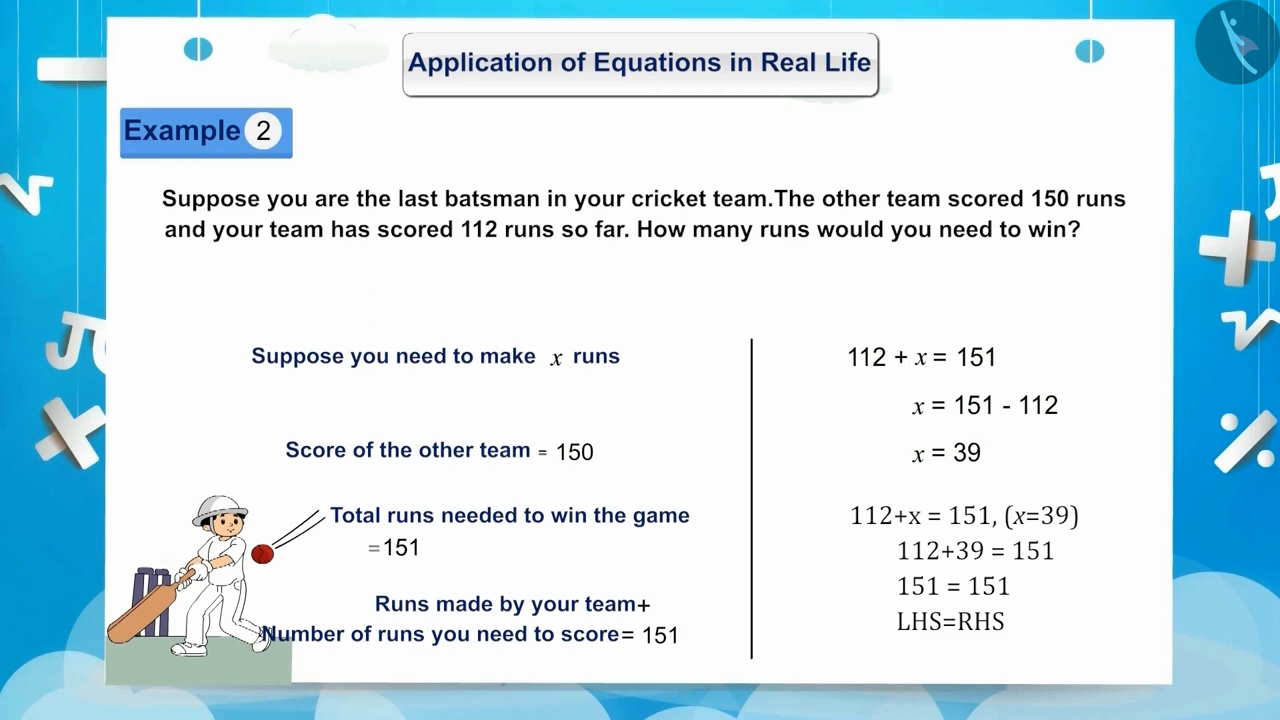 Application of Equations in Real Life
Example 2
Suppose you are the last batsman in your cricket team.The other team scored 150 runs
and your team has scored 112 runs so far. How many runs would you need to win?
Suppose you need to make x runs
Score of the other team = 150
Total runs needed to win the game
=151
Runs made by your team+
Number of runs you need to score= 151
112 + x = 151
x = 151 - 112
x = 39
112+x = 151, (x=39)
112+39 = 151
151 = 151
LHS=RHS